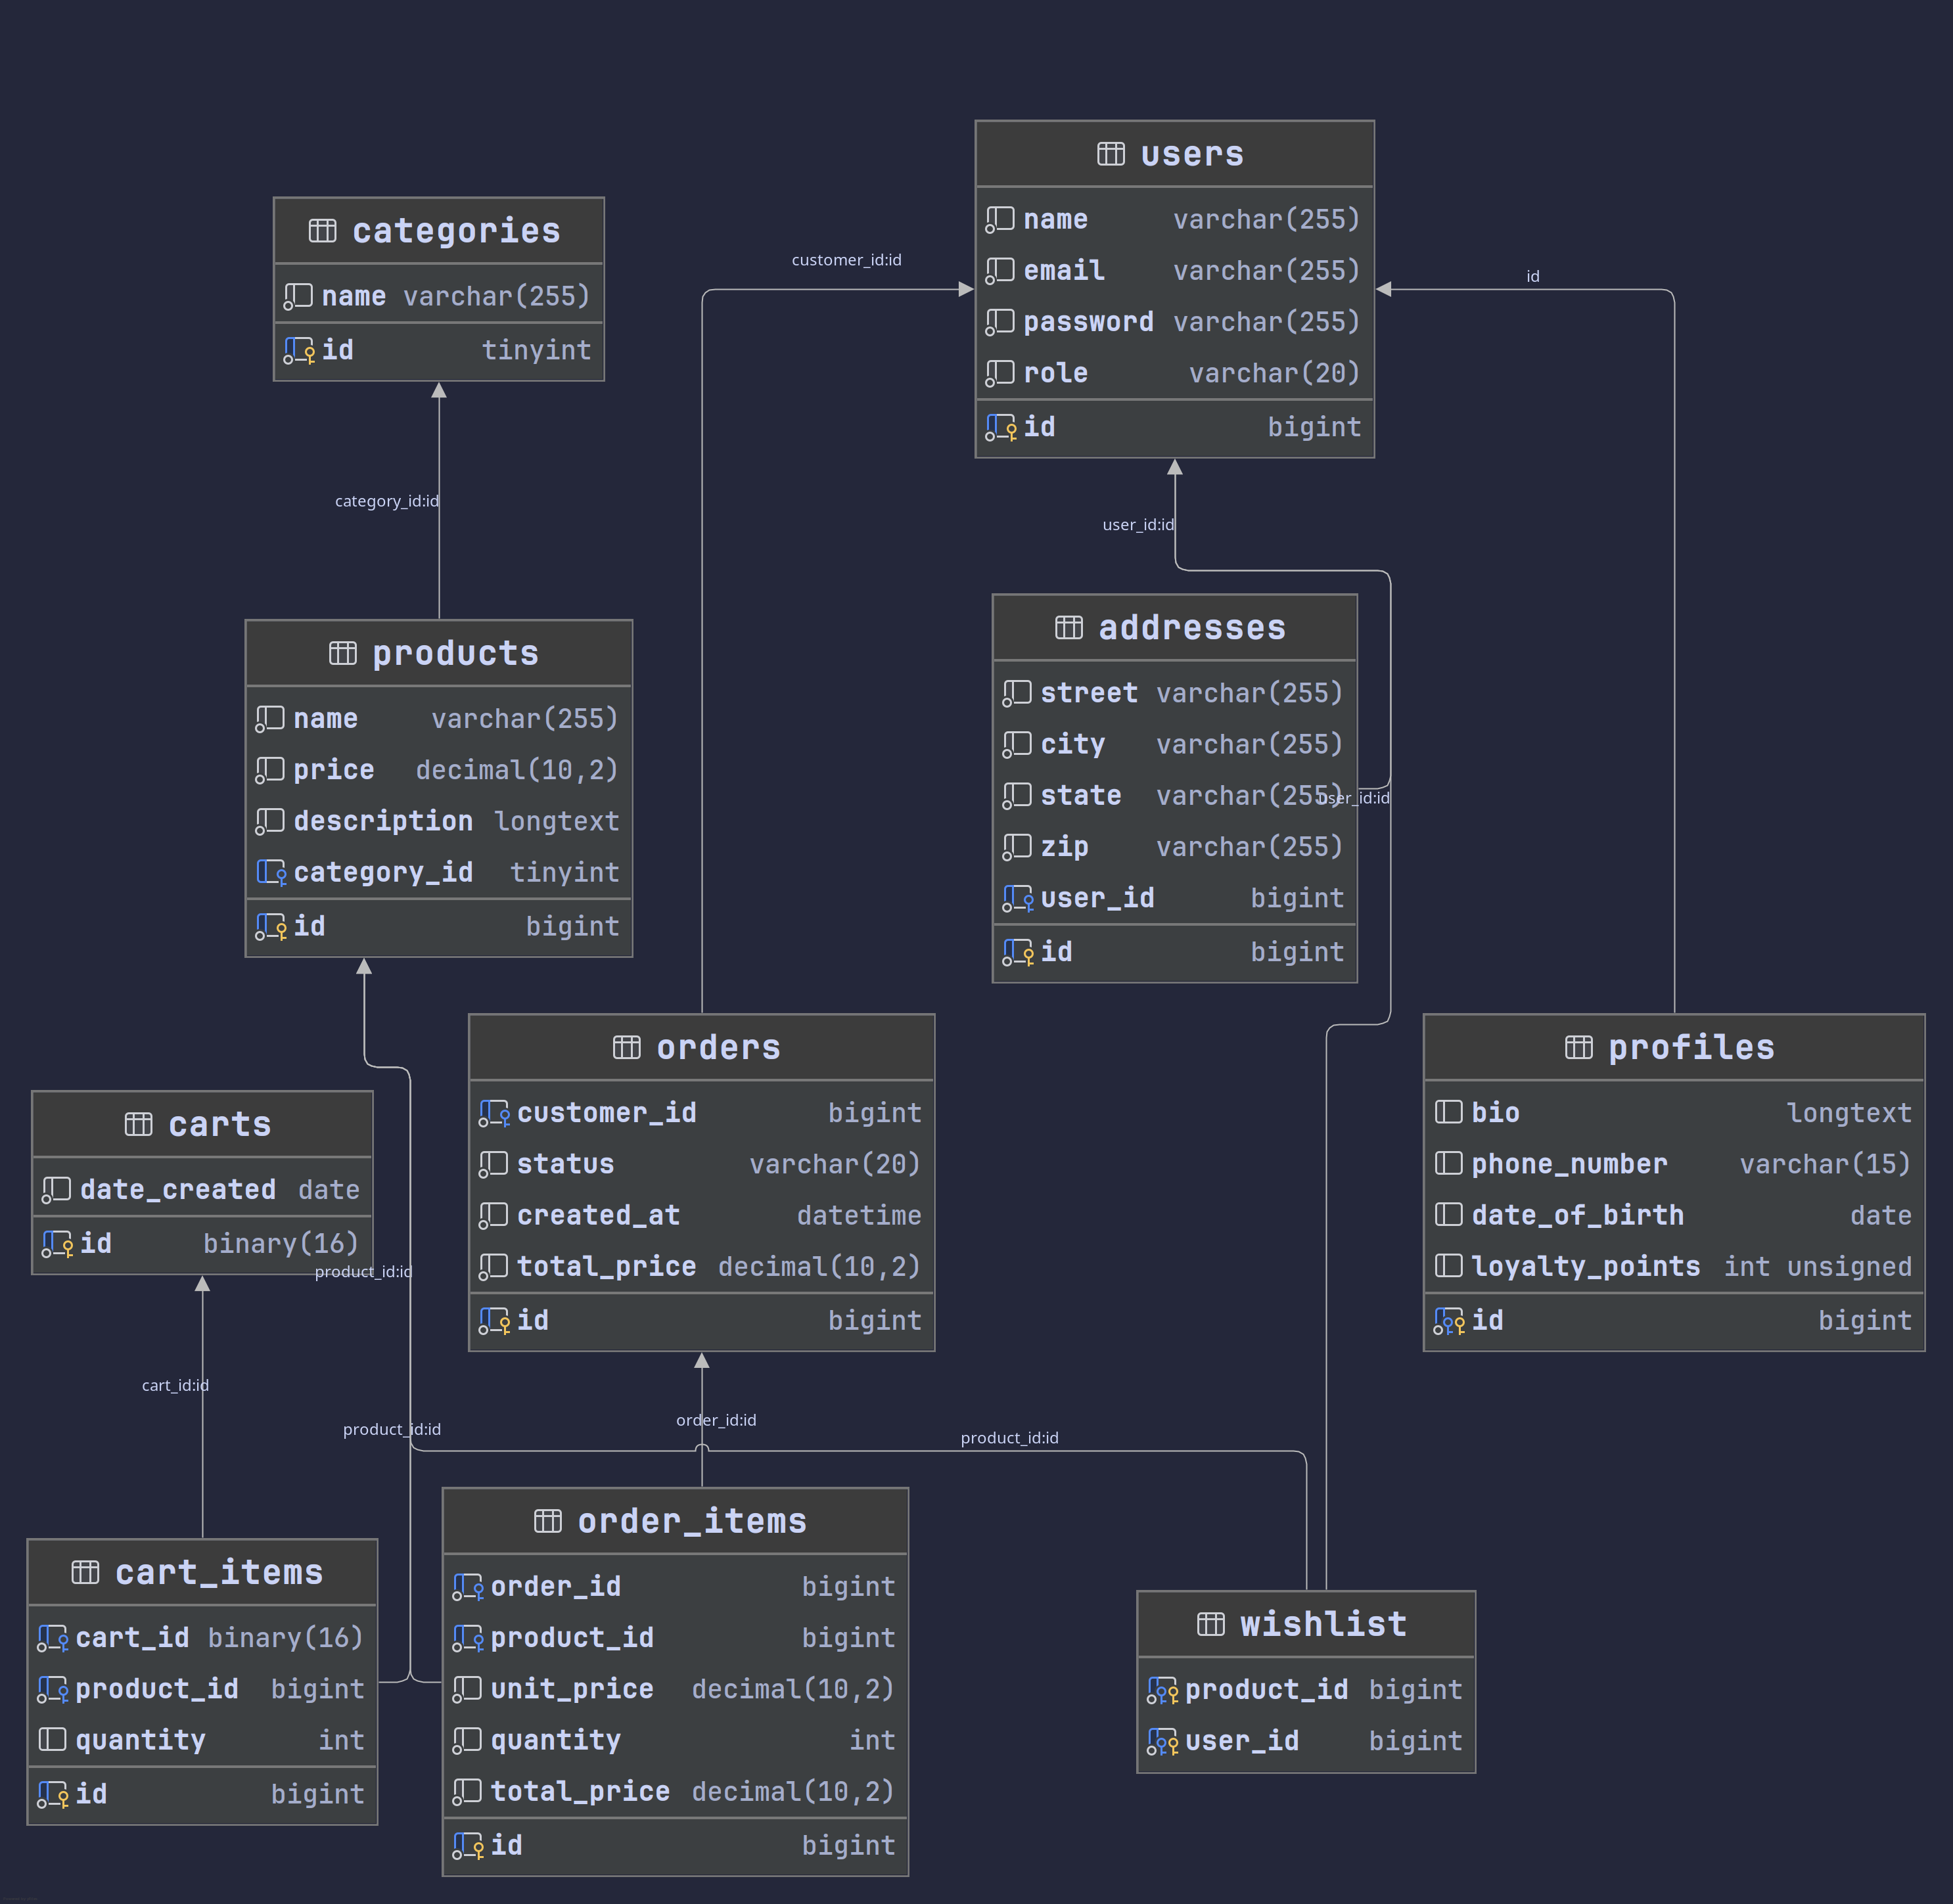 users
name varchar(255)
email varchar(255)
password varchar(255)
role varchar(20)
id bigint
categories
name varchar(255)
id tinyint
customer_id:id
id
category_id:id
user_id:id
products
name varchar(255)
price decimal(10,2)
description longtext
category_id tinyint
id bigint
addresses
street varchar(255)
city varchar(255)
state varchar(255)
zip varchar(255)
user_id bigint
id bigint
user_id:id
orders
customer_id bigint
status varchar(20)
created_at datetime
total_price decimal(10,2)
id bigint
profiles
bio longtext
phone_number varchar(15)
date_of_birth date
loyalty_points int unsigned
id bigint
carts
date_created date
id binary(16)
product_id:id
cart_id:id
product_id:id
order_id:id
product_id:id
cart_items
cart_id binary(16)
product_id bigint
quantity int
id bigint
order_items
order_id bigint
product_id bigint
unit_price decimal(10,2)
quantity int
total_price decimal(10,2)
id bigint
wishlist
product_id bigint
user_id bigint